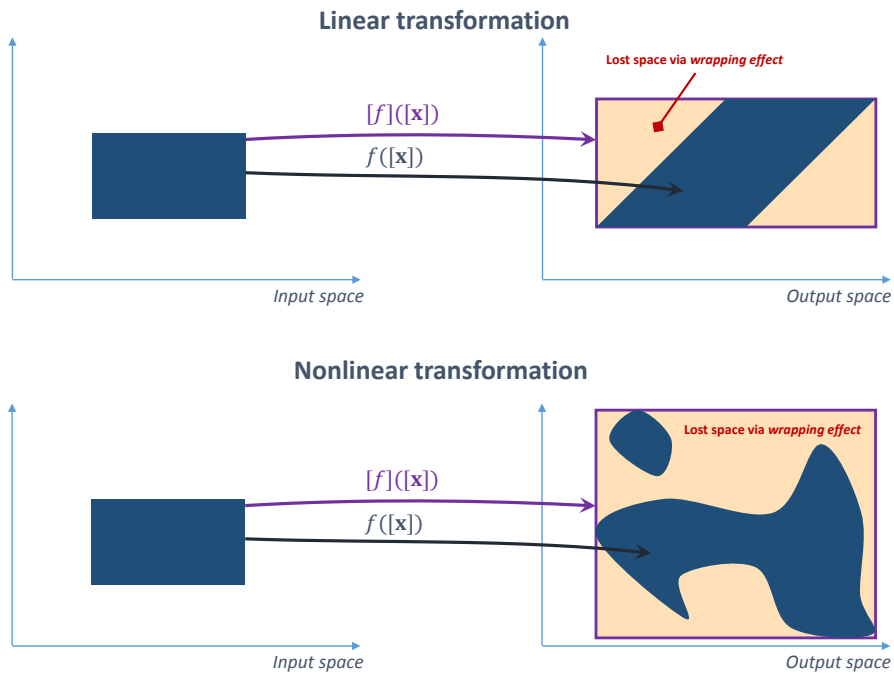 Linear transformation
Lost space via wrapping effect
[f]([x])
f([x])
Input space
Output space
Nonlinear transformation
Lost space via wrapping effect
[f]([x])
f([x])
Input space
Output space